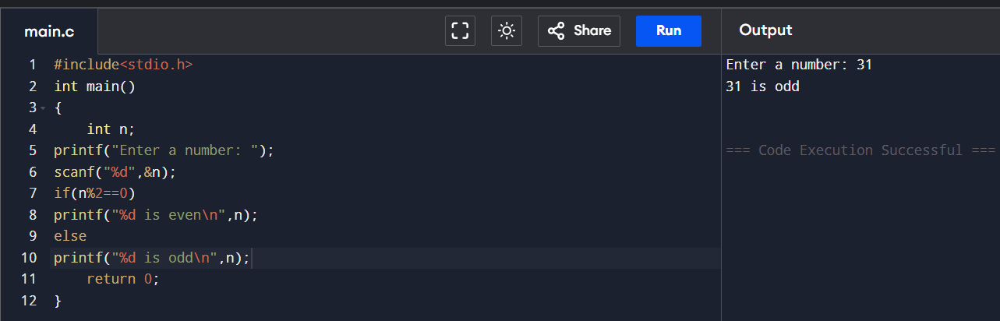 main.c
Share
Run
Output
1 #include<stdio.h>
2 int main()
3 {
4     int n;
5 printf("Enter a number: ");
6 scanf("%d",&n);
7 if(n%2==0)
8 printf("%d is even\n",n);
9 else
10 printf("%d is odd\n",n);
11     return 0;
12 }
Enter a number: 31
31 is odd
=== Code Execution Successful ===